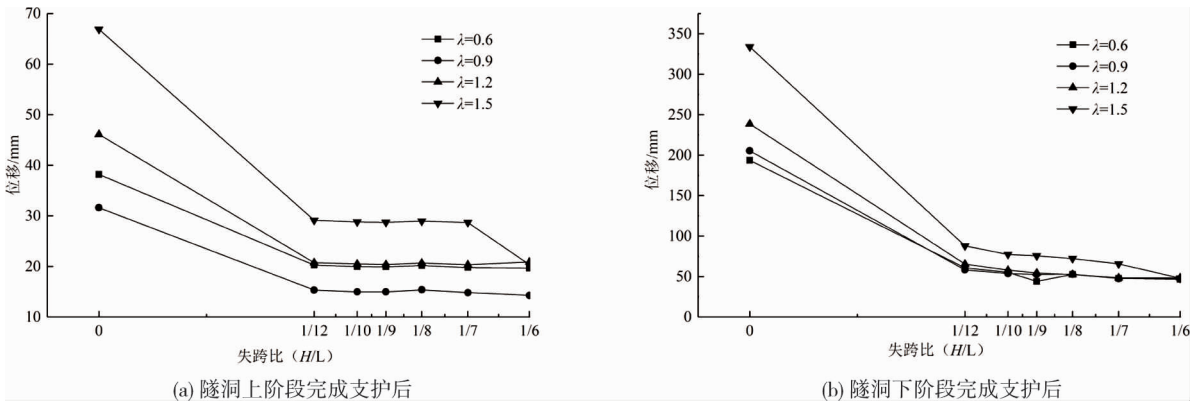 70
60
50
40
30
20
10
位移/mm
λ=0.6
λ=0.9
λ=1.2
λ=1.5
0 1/12 1/10 1/9 1/8 1/7 1/6
失跨比（H/L）
(a) 隧洞上阶段完成支护后
350
300
250
200
150
100
50
0
位移/mm
λ=0.6
λ=0.9
λ=1.2
λ=1.5
0 1/12 1/10 1/9 1/8 1/7 1/6
失跨比（H/L）
(b) 隧洞下阶段完成支护后